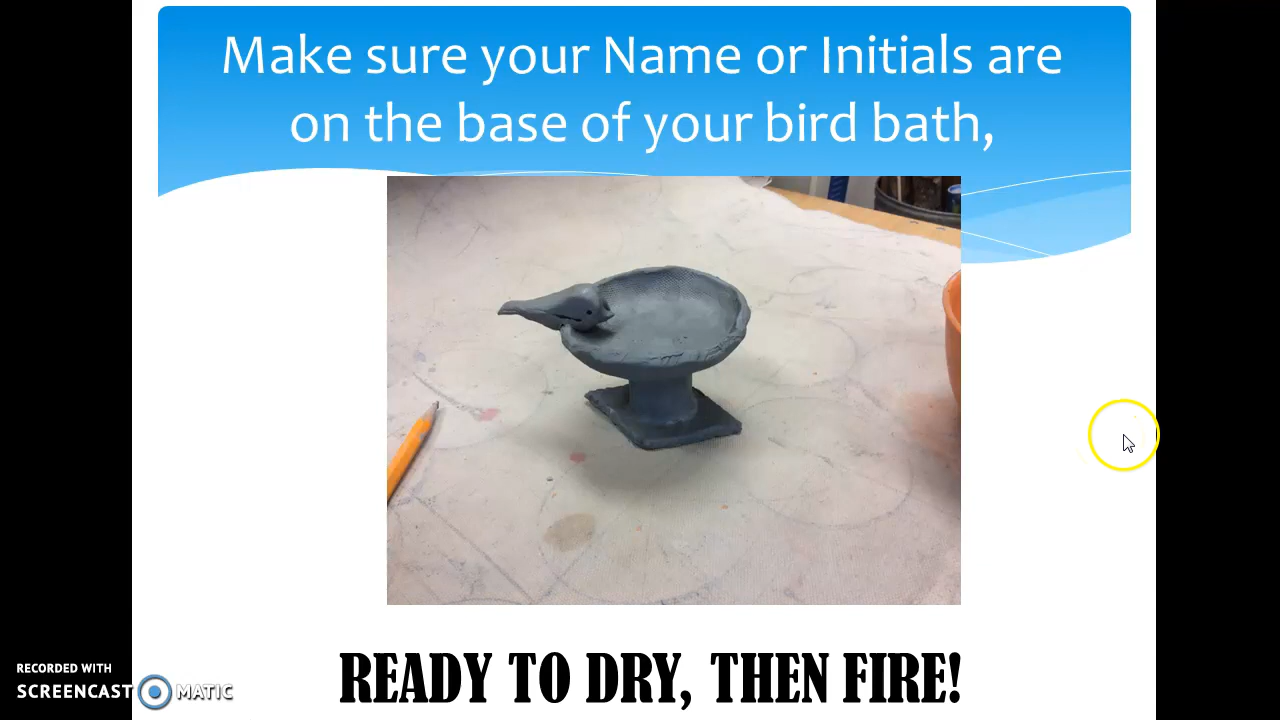 Make sure your Name or Initials are
on the base of your bird bath,
READY TO DRY, THEN FIRE!
RECORDED WITH
SCREENCAST MATIC